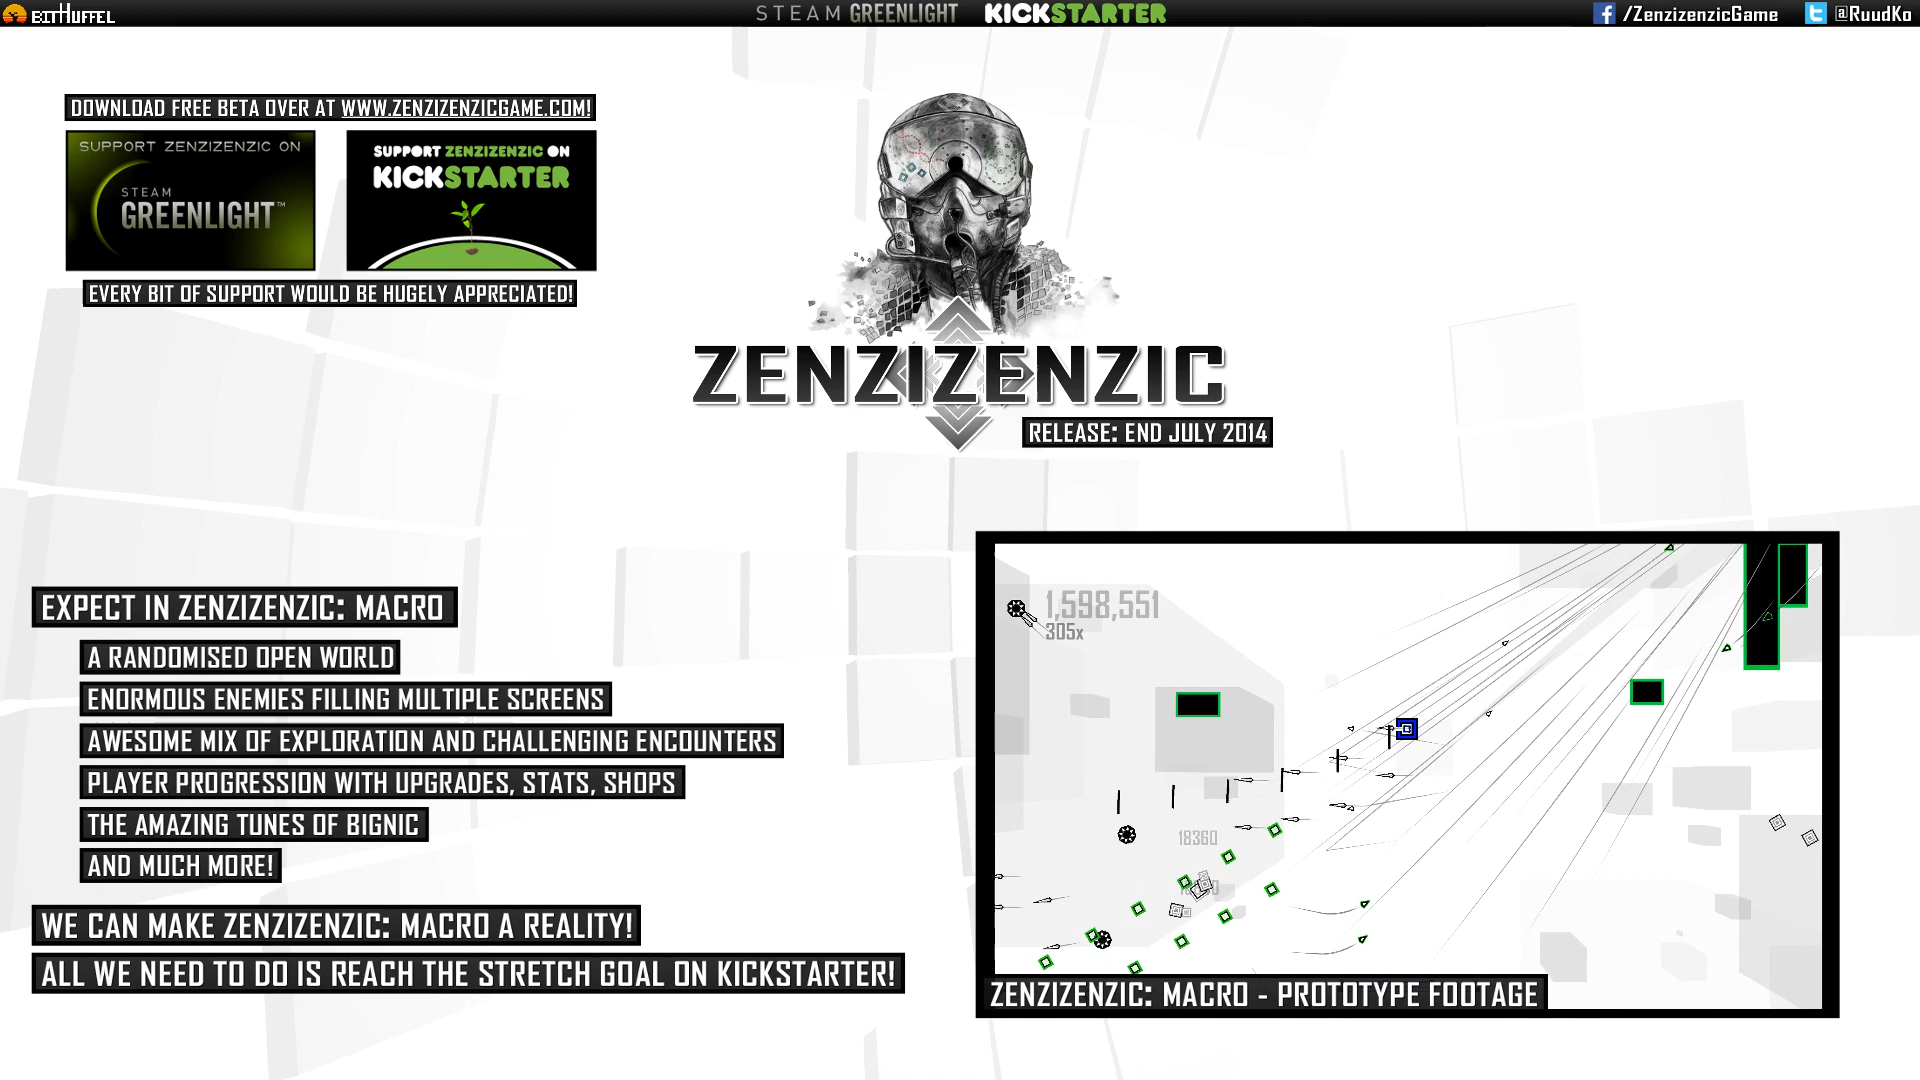 BITHUFFEL
STEAM GREENLIGHT KICKSTARTER
/ZenzizenzicGame @RuudKo
DOWNLOAD FREE BETA OVER AT WWW.ZENZIZENZICGAME.COM!
SUPPORT ZENZIZENZIC ON
STEAM
GREENLIGHT™
SUPPORT ZENZIZENZIC ON
KICKSTARTER
EVERY BIT OF SUPPORT WOULD BE HUGELY APPRECIATED!
ZENZIZENZIC
RELEASE: END JULY 2014
EXPECT IN ZENZIZENZIC: MACRO
A RANDOMISED OPEN WORLD
ENORMOUS ENEMIES FILLING MULTIPLE SCREENS
AWESOME MIX OF EXPLORATION AND CHALLENGING ENCOUNTERS
PLAYER PROGRESSION WITH UPGRADES, STATS, SHOPS
THE AMAZING TUNES OF BIGNIC
AND MUCH MORE!
WE CAN MAKE ZENZIZENZIC: MACRO A REALITY!
ALL WE NEED TO DO IS REACH THE STRETCH GOAL ON KICKSTARTER!
1,598,551
305x
18360
ZENZIZENZIC: MACRO - PROTOTYPE FOOTAGE